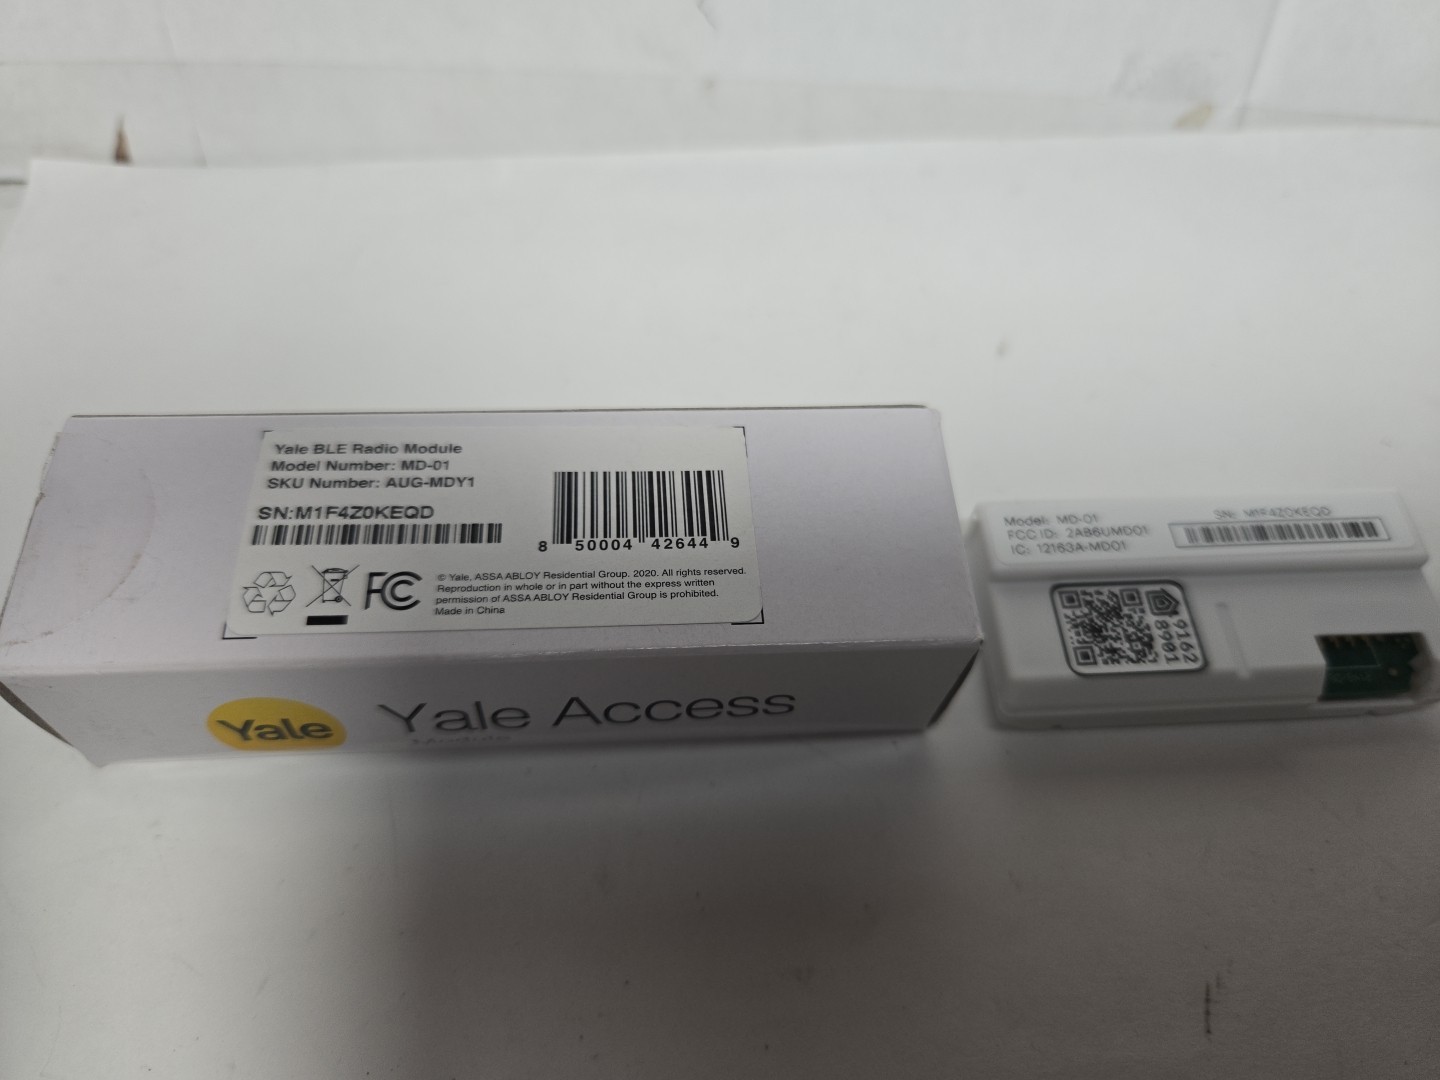 Yale BLE Radio Module
Model Number: MD-01
SKU Number: AUG-MDY1
SN:M1F4Z0KEQD
8 50004 42644 9
FC
© Yale, ASSA ABLOY Residential Group. 2020. All rights reserved.
Reproduction in whole or in part without the express written
permission of ASSA ABLOY Residential Group is prohibited.
Made in China
Yale
Yale Access
Module
Model: MD-01
FCC ID: 2AB6UMD01
IC: 12163A-MD01
SN: M1F4Z0KEQD
9162
8901